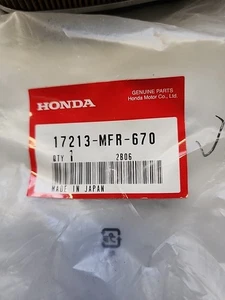 GENUINE PARTS
Honda Motor Co., Ltd.
HONDA
17213-MFR-670
QTY 1 2806
MADE IN JAPAN